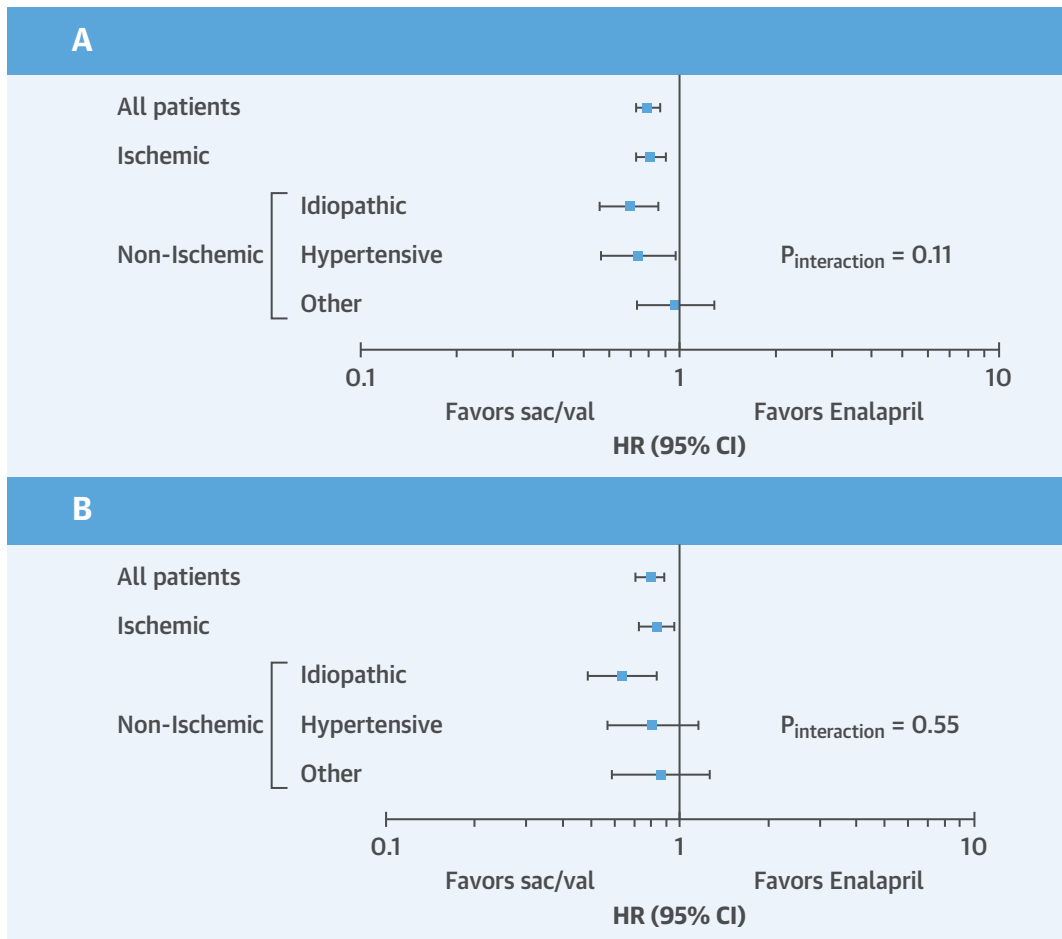 A
All patients
Ischemic
Idiopathic
Non-Ischemic Hypertensive P_interaction = 0.11
Other
0.1 1 10
Favors sac/val Favors Enalapril
HR (95% CI)
B
All patients
Ischemic
Idiopathic
Non-Ischemic Hypertensive P_interaction = 0.55
Other
0.1 1 10
Favors sac/val Favors Enalapril
HR (95% CI)